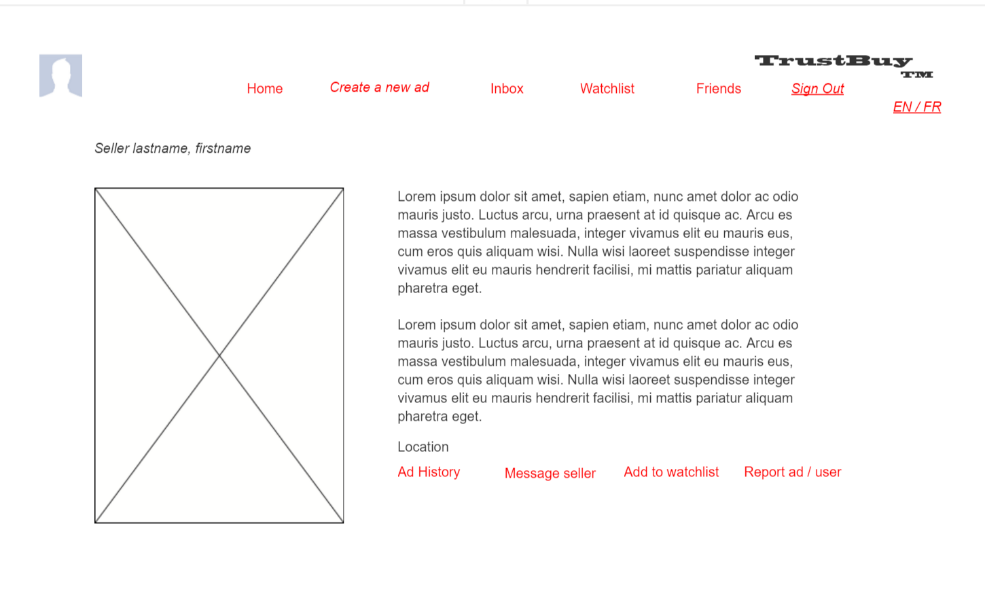 TrustBuy
TM
Home Create a new ad Inbox Watchlist Friends Sign Out
EN / FR
Seller lastname, firstname
Lorem ipsum dolor sit amet, sapien etiam, nunc amet dolor ac odio
mauris justo. Luctus arcu, urna praesent at id quisque ac. Arcu es
massa vestibulum malesuada, integer vivamus elit eu mauris eus,
cum eros quis aliquam wisi. Nulla wisi laoreet suspendisse integer
vivamus elit eu mauris hendrerit facilisi, mi mattis pariatur aliquam
pharetra eget.
Lorem ipsum dolor sit amet, sapien etiam, nunc amet dolor ac odio
mauris justo. Luctus arcu, urna praesent at id quisque ac. Arcu es
massa vestibulum malesuada, integer vivamus elit eu mauris eus,
cum eros quis aliquam wisi. Nulla wisi laoreet suspendisse integer
vivamus elit eu mauris hendrerit facilisi, mi mattis pariatur aliquam
pharetra eget.
Location
Ad History Message seller Add to watchlist Report ad / user